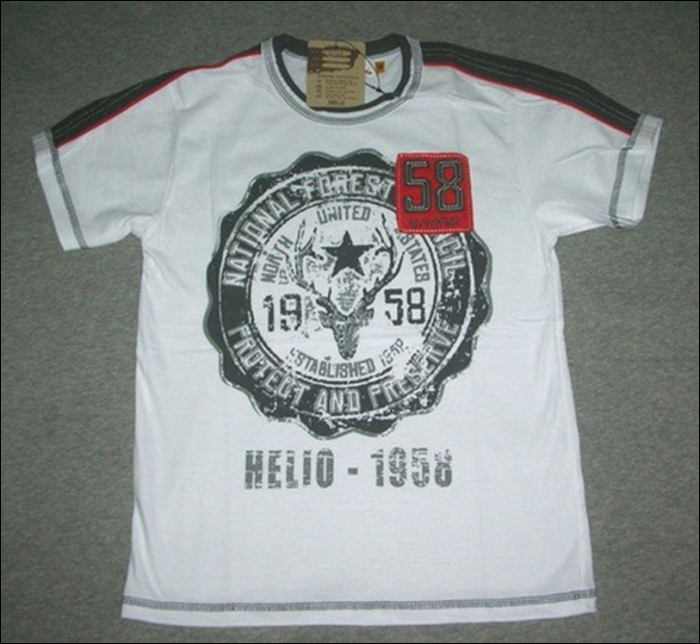 58
NATIONAL FOREST
UNITED
NORTH
STATES
19 58
ESTABLISHED
PROTECT AND PRESERVE
HELIO - 1958